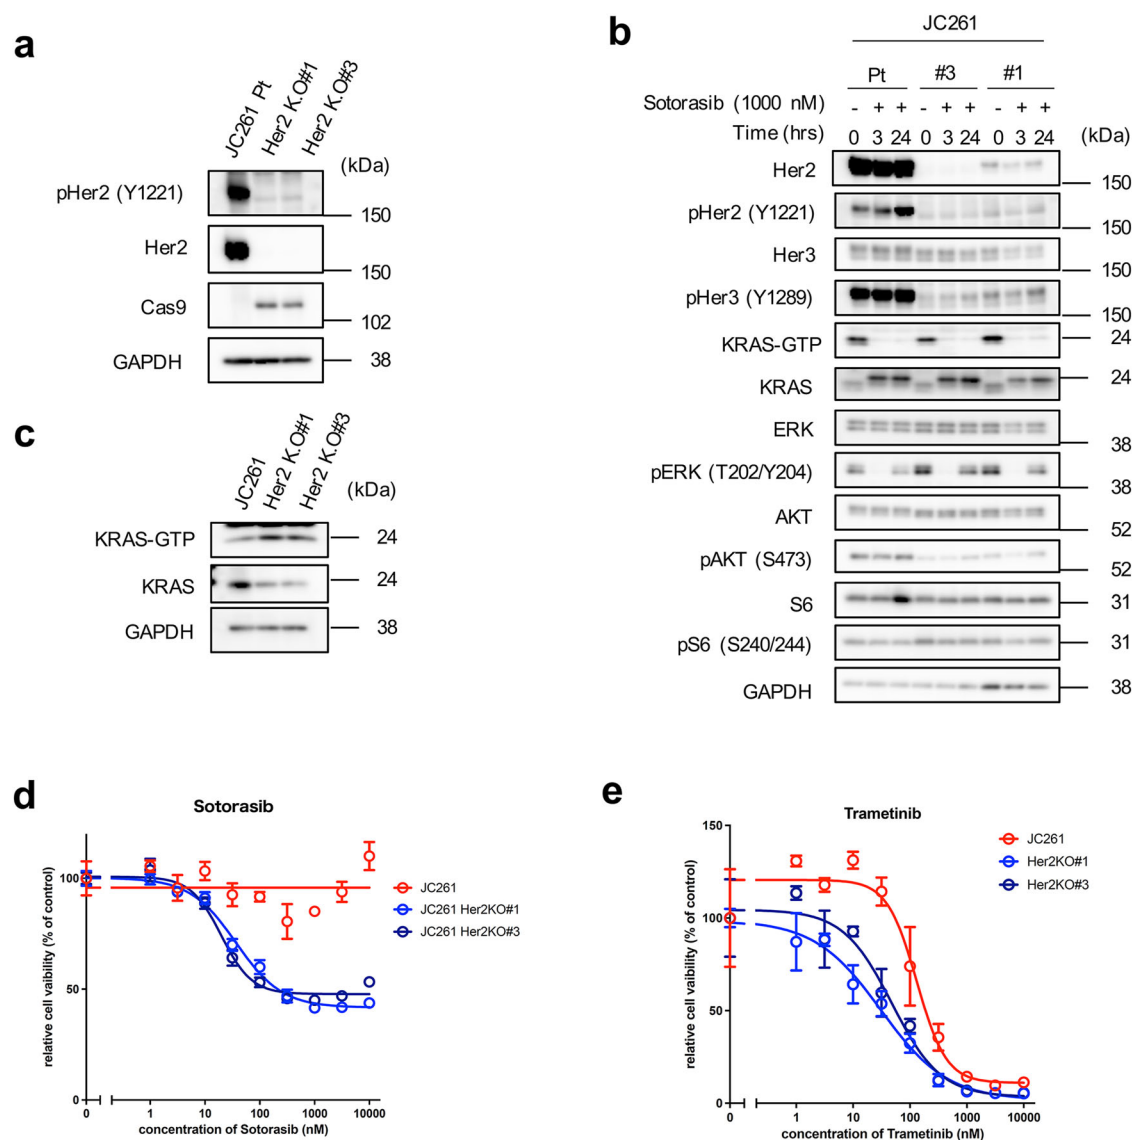 a
JC261 Pt
Her2 K.O#1
Her2 K.O#3
(kDa)
pHer2 (Y1221)
150
Her2
150
Cas9
102
GAPDH
38
b
JC261
Pt #3 #1
Sotorasib (1000 nM) - + + - + + - + +
Time (hrs) 0 3 24 0 3 24 0 3 24 (kDa)
Her2
150
pHer2 (Y1221)
150
Her3
150
pHer3 (Y1289)
150
KRAS-GTP 24
KRAS 24
ERK
38
pERK (T202/Y204)
38
AKT
52
pAKT (S473)
52
S6 31
pS6 (S240/244) 31
GAPDH 38
c
JC261
Her2 K.O#1
Her2 K.O#3
(kDa)
KRAS-GTP 24
KRAS 24
GAPDH 38
d
Sotorasib
relative cell vaibility (% of control)
100
50
0
0 1 10 100 1000 10000
concentration of Sotorasib (nM)
JC261
JC261 Her2KO#1
JC261 Her2KO#3
e
Trametinib
relative cell vaibility (% of control)
150
100
50
0
0 1 10 100 1000 10000
concentration of Trametinib (nM)
JC261
Her2KO#1
Her2KO#3